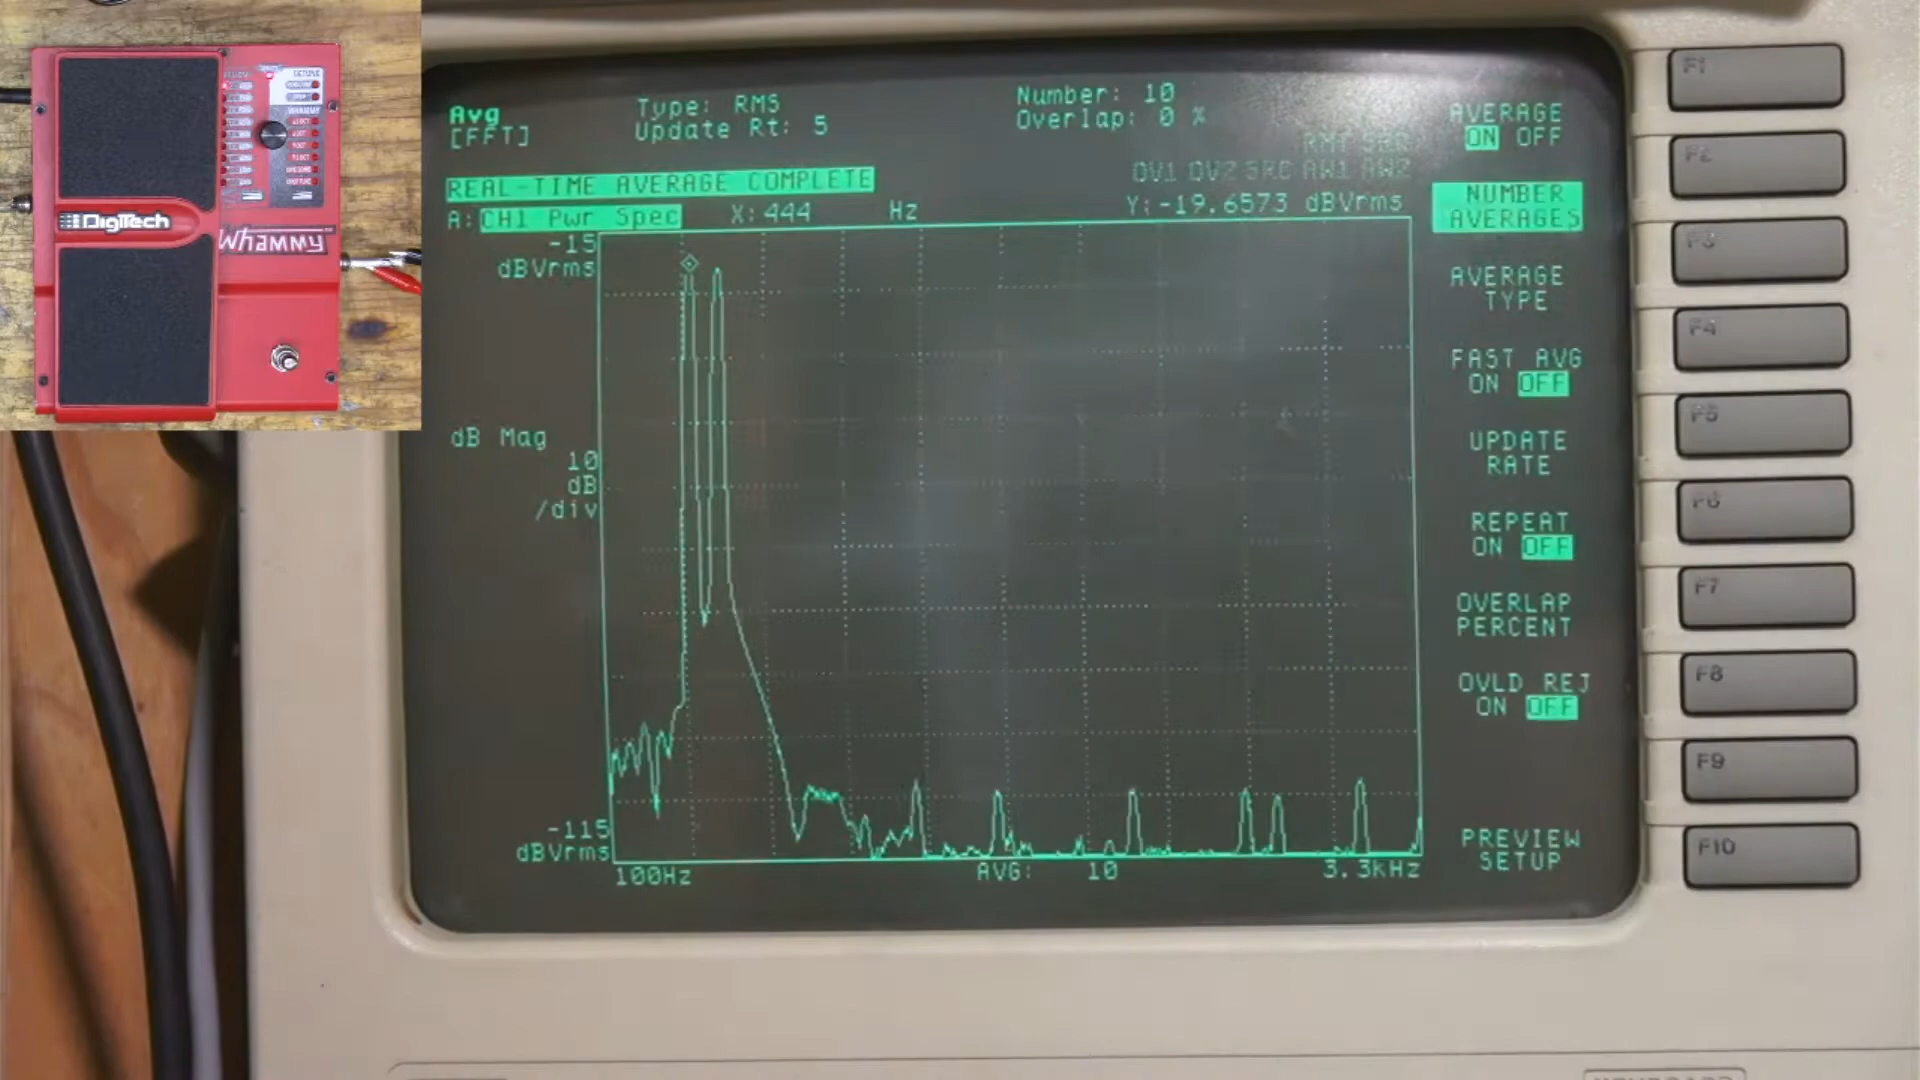 DETUNE
DigiTech
Whammy
Avg
[FFT]
Type: RMS
Update Rt: 5
Number: 10
Overlap: 0 %
REAL-TIME AVERAGE COMPLETE
OV1 OV2 SRC AW1 AW2
A: CH1 Pwr Spec
X: 444 Hz
Y: -19.6573 dBVrms
-15
dBVrms
dB Mag
10
dB
/div
-115
dBVrms
100Hz
AVG: 10
3.3kHz
AVERAGE
ON OFF
NUMBER
AVERAGES
AVERAGE
TYPE
FAST AVG
ON OFF
UPDATE
RATE
REPEAT
ON OFF
OVERLAP
PERCENT
OVLD REJ
ON OFF
PREVIEW
SETUP
F1
F2
F3
F4
F5
F6
F7
F8
F9
F10